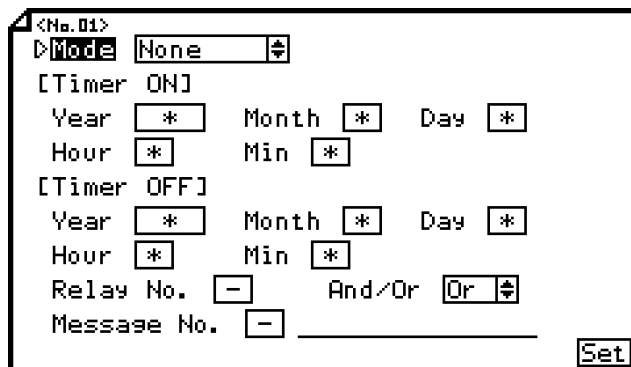 <No.01>
Mode None
[Timer ON]
Year * Month * Day *
Hour * Min *
[Timer OFF]
Year * Month * Day *
Hour * Min *
Relay No. - And/Or Or
Message No. -
Set